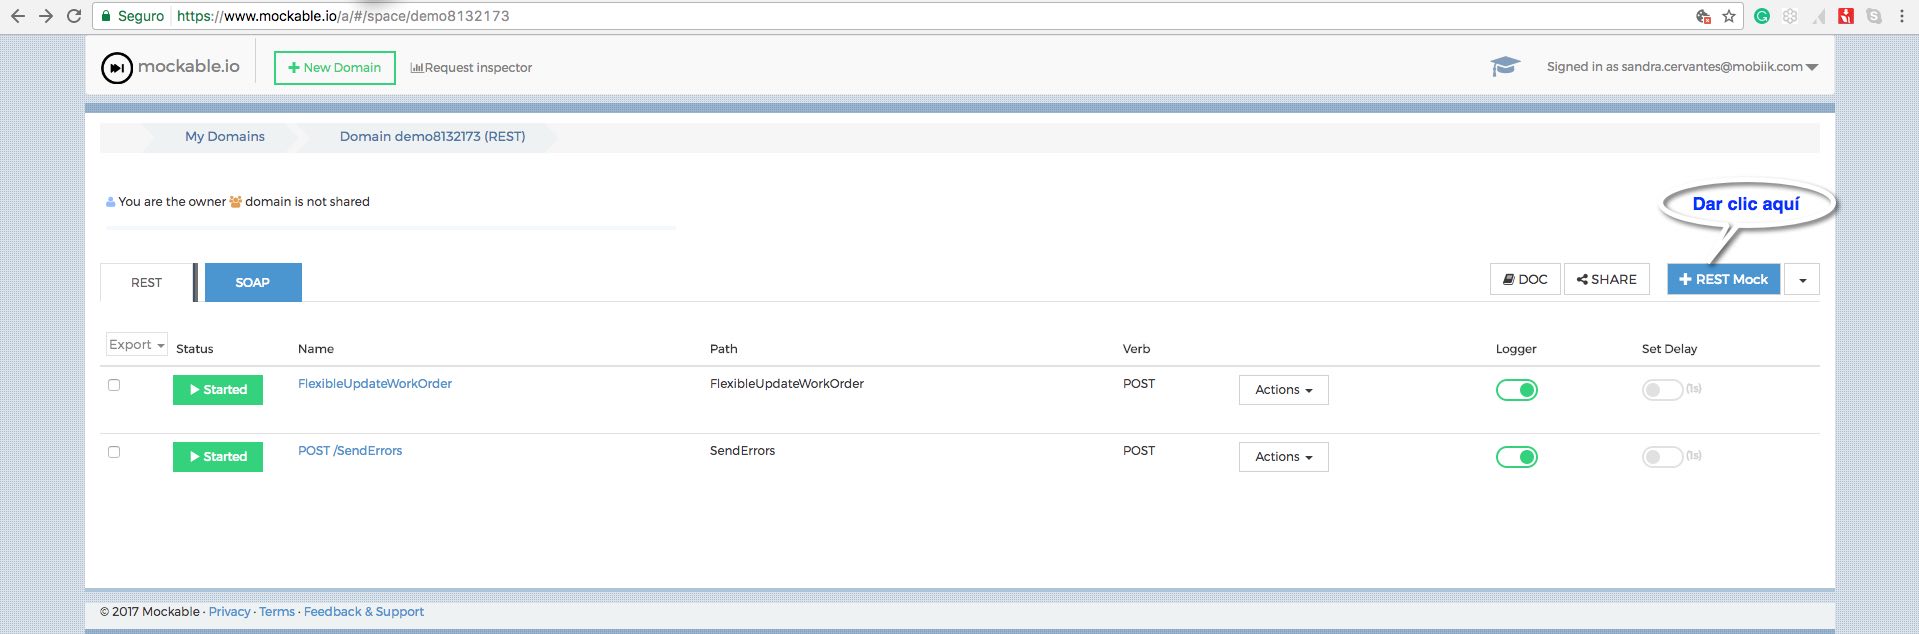 Seguro https://www.mockable.io/a/#/space/demo8132173
mockable.io + New Domain Request inspector Signed in as sandra.cervantes@mobiik.com
My Domains Domain demo8132173 (REST)
You are the owner domain is not shared
Dar clic aquí
REST SOAP DOC SHARE + REST Mock
Export Status Name Path Verb Logger Set Delay
Started FlexibleUpdateWorkOrder FlexibleUpdateWorkOrder POST Actions (1s)
Started POST /SendErrors SendErrors POST Actions (1s)
© 2017 Mockable · Privacy · Terms · Feedback & Support